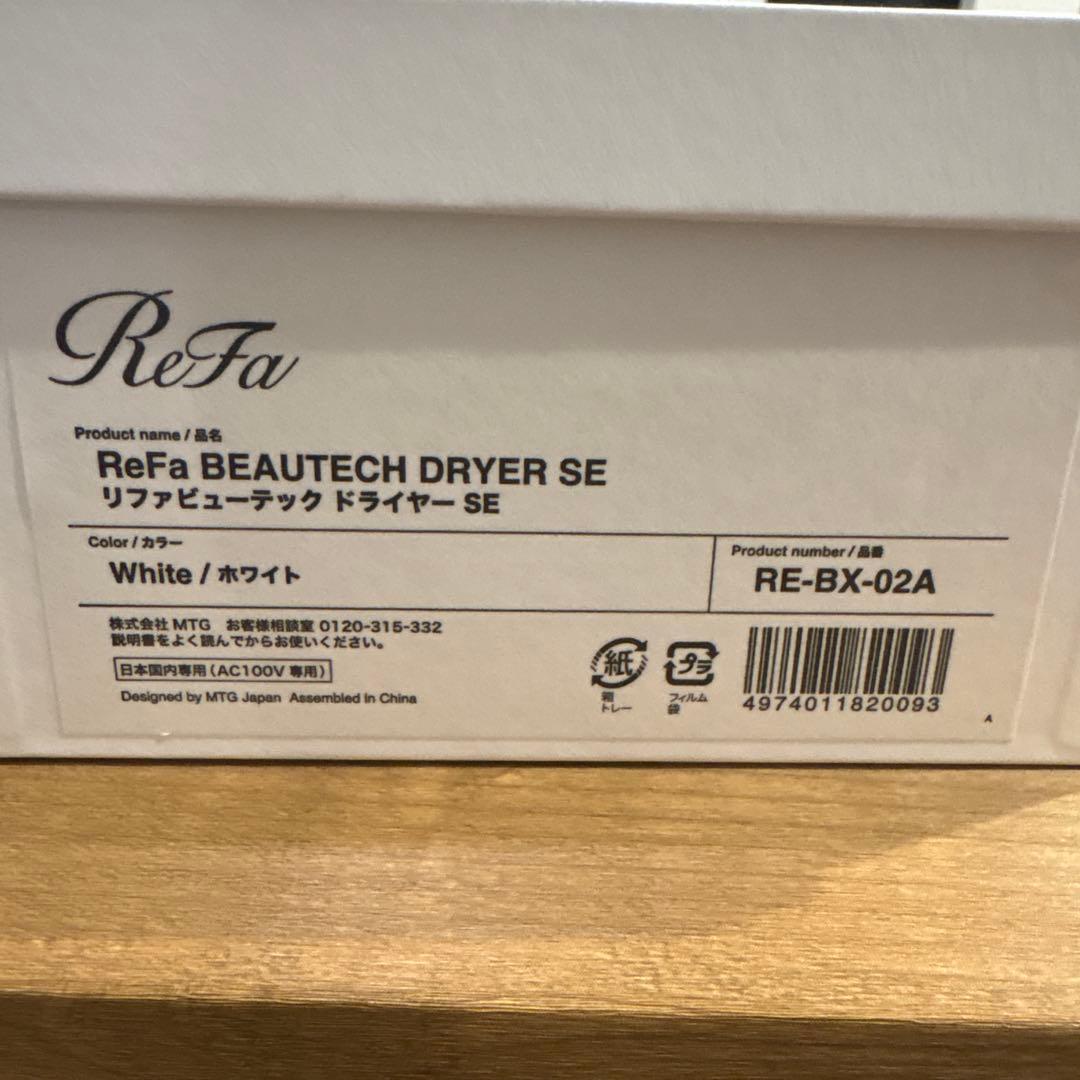 ReFa
Product name / 品名
ReFa BEAUTECH DRYER SE
リファビューテック ドライヤー SE
Color / カラー
White / ホワイト
Product number / 品番
RE-BX-02A
株式会社 MTG お客様相談室 0120-315-332
説明書をよく読んでからお使いください。
日本国内専用（AC100V 専用）
Designed by MTG Japan Assembled in China
紙
箱
トレー
プラ
フィルム
袋
4974011820093
A